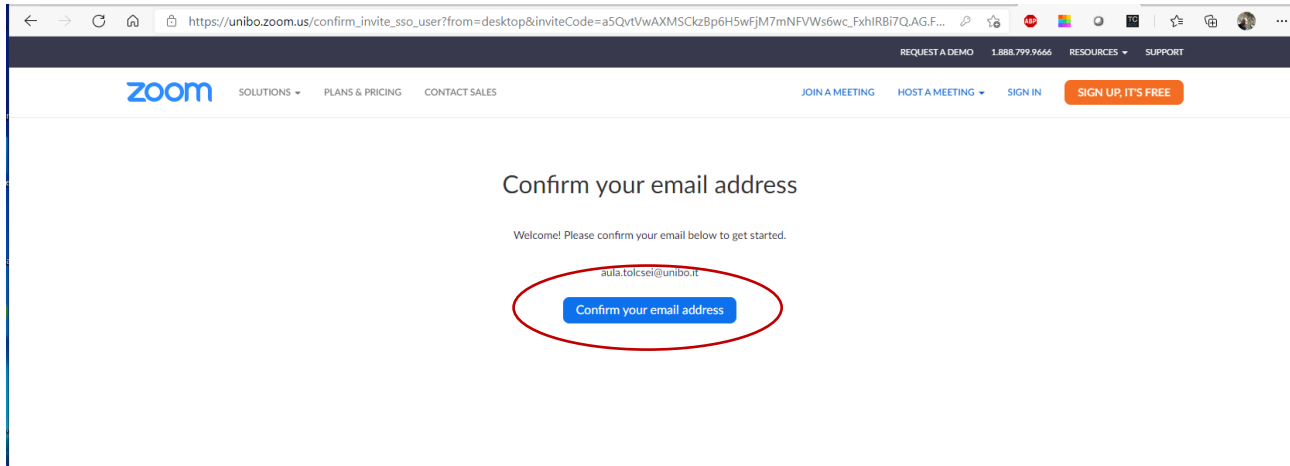 https://unibo.zoom.us/confirm_invite_sso_user?from=desktop&inviteCode=a5QvtVwAXMSCkzBp6H5wFjM7mNFVWs6wc_FxhIRBi7Q.AG.F...
ABP
TC
REQUEST A DEMO 1.888.799.9666 RESOURCES SUPPORT
zoom SOLUTIONS PLANS & PRICING CONTACT SALES JOIN A MEETING HOST A MEETING SIGN IN SIGN UP, IT'S FREE
Confirm your email address
Welcome! Please confirm your email below to get started.
aula.tolcsei@unibo.it
Confirm your email address